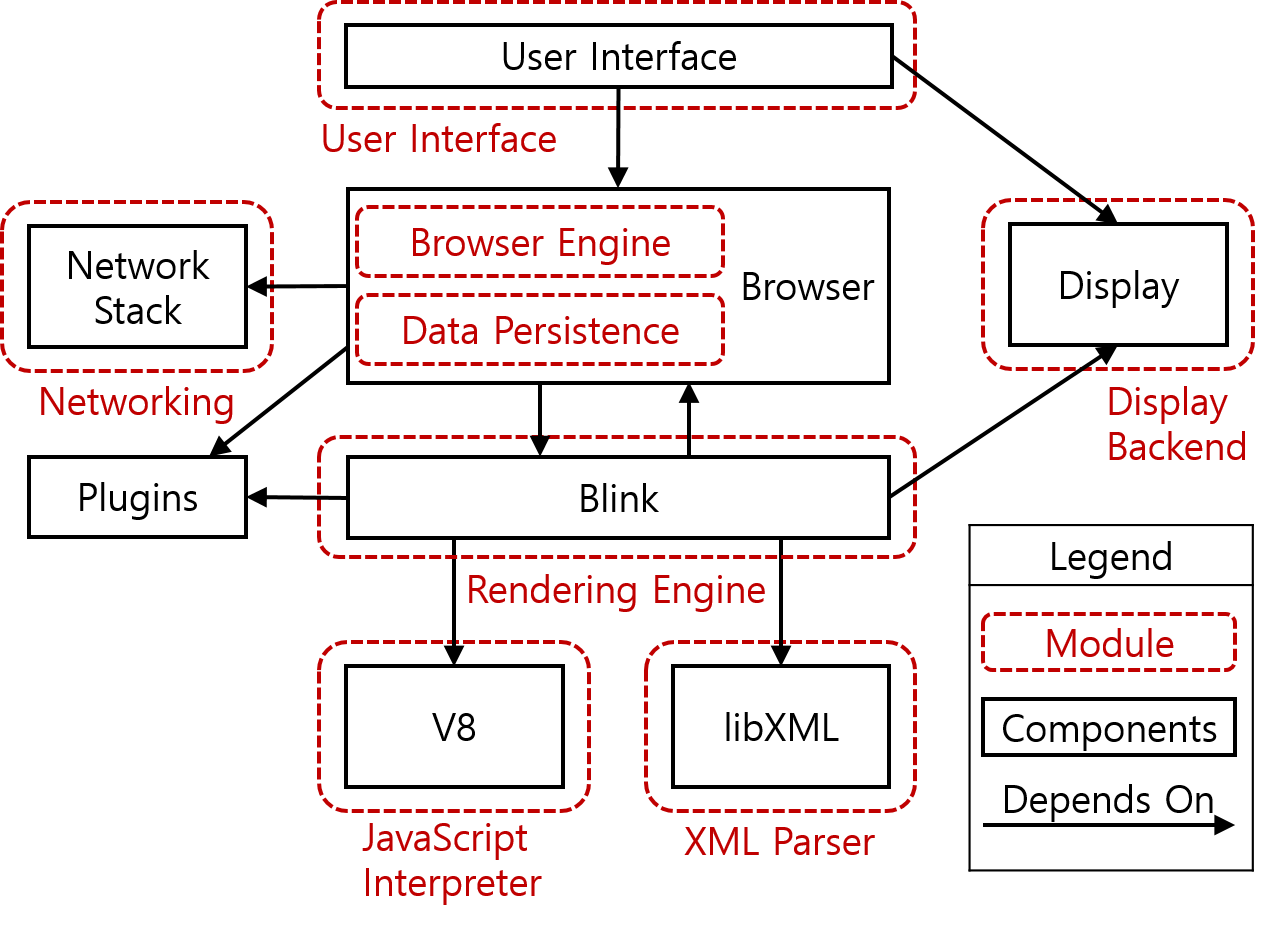 User Interface
User Interface
Browser Engine
Data Persistence
Browser
Network
Stack
Networking
Display
Display
Backend
Plugins
Blink
Rendering Engine
V8
JavaScript
Interpreter
libXML
XML Parser
Legend
Module
Components
Depends On